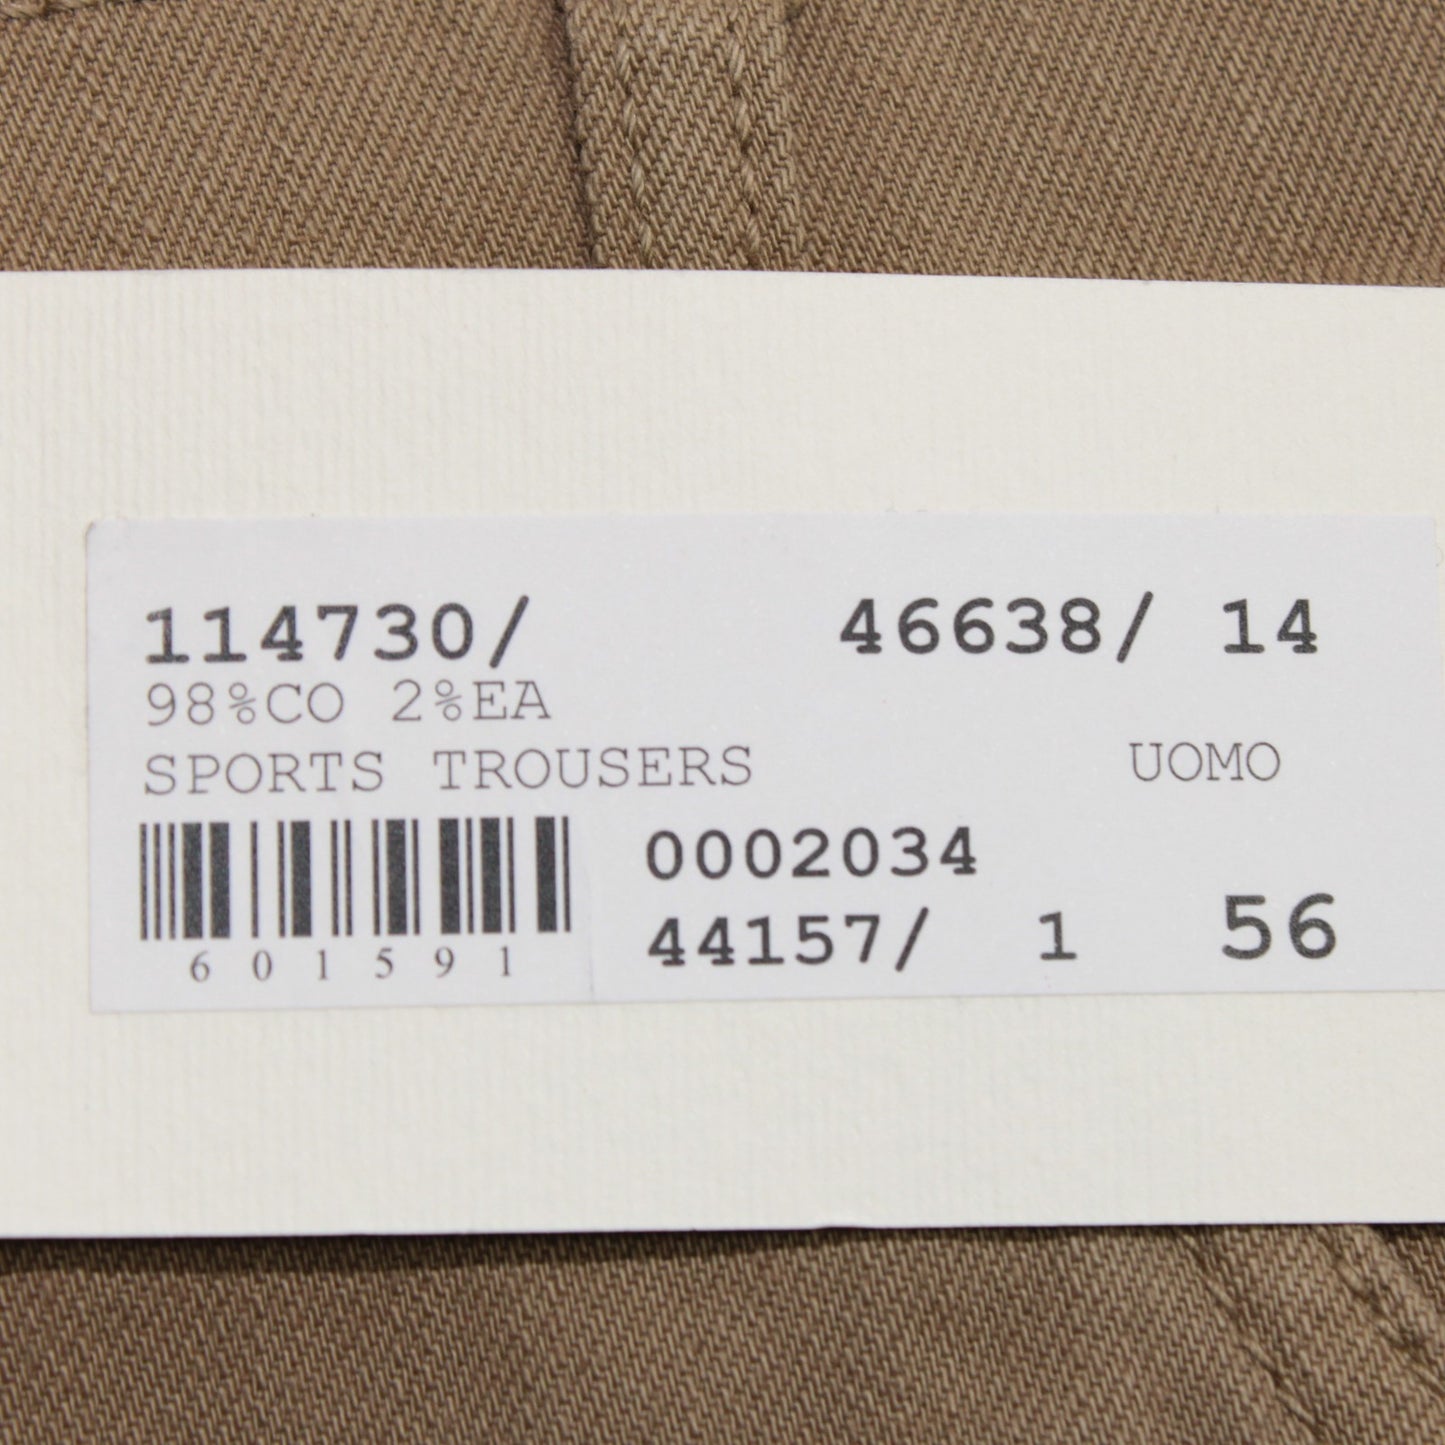 114730/ 46638/ 14
98%CO 2%EA
SPORTS TROUSERS UOMO
0002034
44157/ 1 56
601591